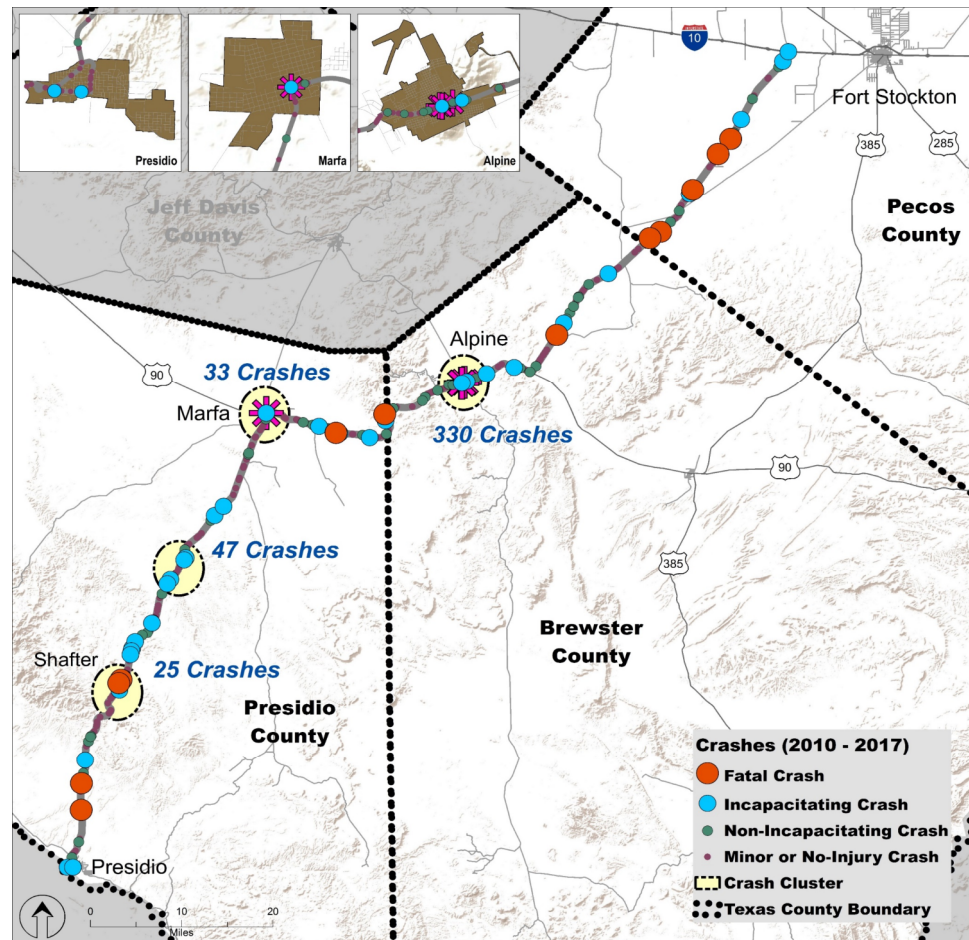 Presidio
Marfa
Alpine
INTERSTATE
10
Fort Stockton
385
285
Jeff Davis
County
Pecos
County
Alpine
90
33 Crashes
Marfa
330 Crashes
90
47 Crashes
385
Shafter
25 Crashes
Brewster
County
Presidio
County
Presidio
0 10 20
Miles
Crashes (2010 - 2017)
Fatal Crash
Incapacitating Crash
Non-Incapacitating Crash
Minor or No-Injury Crash
Crash Cluster
Texas County Boundary